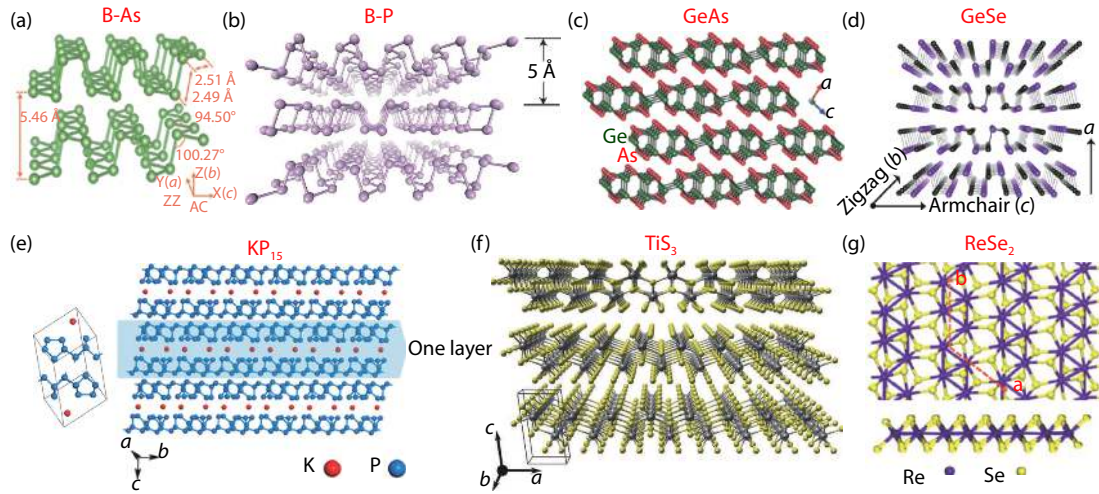 (a) B-As
2.51 Å
2.49 Å
5.46 Å
94.50°
100.27°
Z(b)
Y(a)
X(c)
ZZ AC
(b) B-P
5 Å
(c) GeAs
a
c
Ge
As
(d) GeSe
a
Zigzag (b)
Armchair (c)
(e) KP₁₅
One layer
a
b
c
K P
(f) TiS₃
c
b
a
(g) ReSe₂
b
a
Re Se